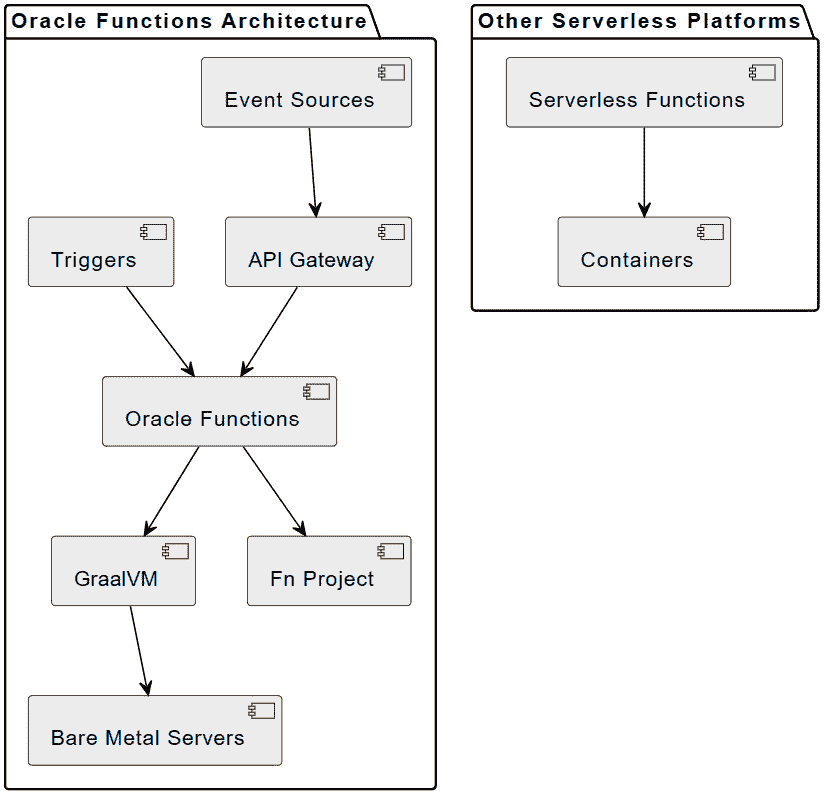 Oracle Functions Architecture
Event Sources
Triggers
API Gateway
Oracle Functions
GraalVM
Fn Project
Bare Metal Servers
Other Serverless Platforms
Serverless Functions
Containers